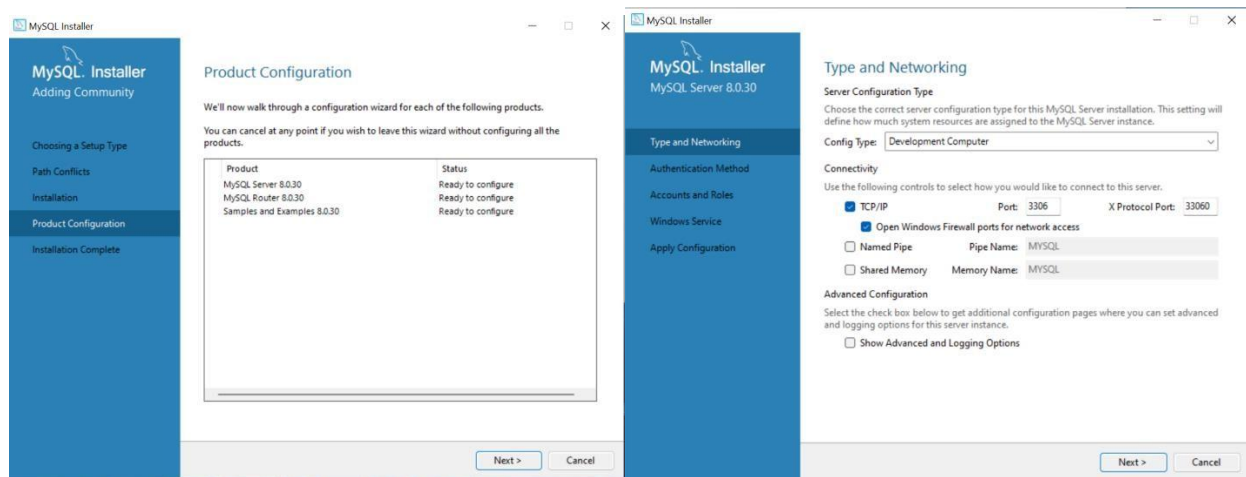 MySQL Installer
MySQL. Installer
Adding Community
Choosing a Setup Type
Path Conflicts
Installation
Product Configuration
Installation Complete
Product Configuration
We'll now walk through a configuration wizard for each of the following products.
You can cancel at any point if you wish to leave this wizard without configuring all the
products.
Product Status
MySQL Server 8.0.30 Ready to configure
MySQL Router 8.0.30 Ready to configure
Samples and Examples 8.0.30 Ready to configure
Next > Cancel
MySQL Installer
MySQL. Installer
MySQL Server 8.0.30
Type and Networking
Authentication Method
Accounts and Roles
Windows Service
Apply Configuration
Type and Networking
Server Configuration Type
Choose the correct server configuration type for this MySQL Server installation. This setting will
define how much system resources are assigned to the MySQL Server instance.
Config Type: Development Computer
Connectivity
Use the following controls to select how you would like to connect to this server.
TCP/IP Port: 3306 X Protocol Port: 33060
Open Windows Firewall ports for network access
Named Pipe Pipe Name: MYSQL
Shared Memory Memory Name: MYSQL
Advanced Configuration
Select the check box below to get additional configuration pages where you can set advanced
and logging options for this server instance.
Show Advanced and Logging Options
Next > Cancel